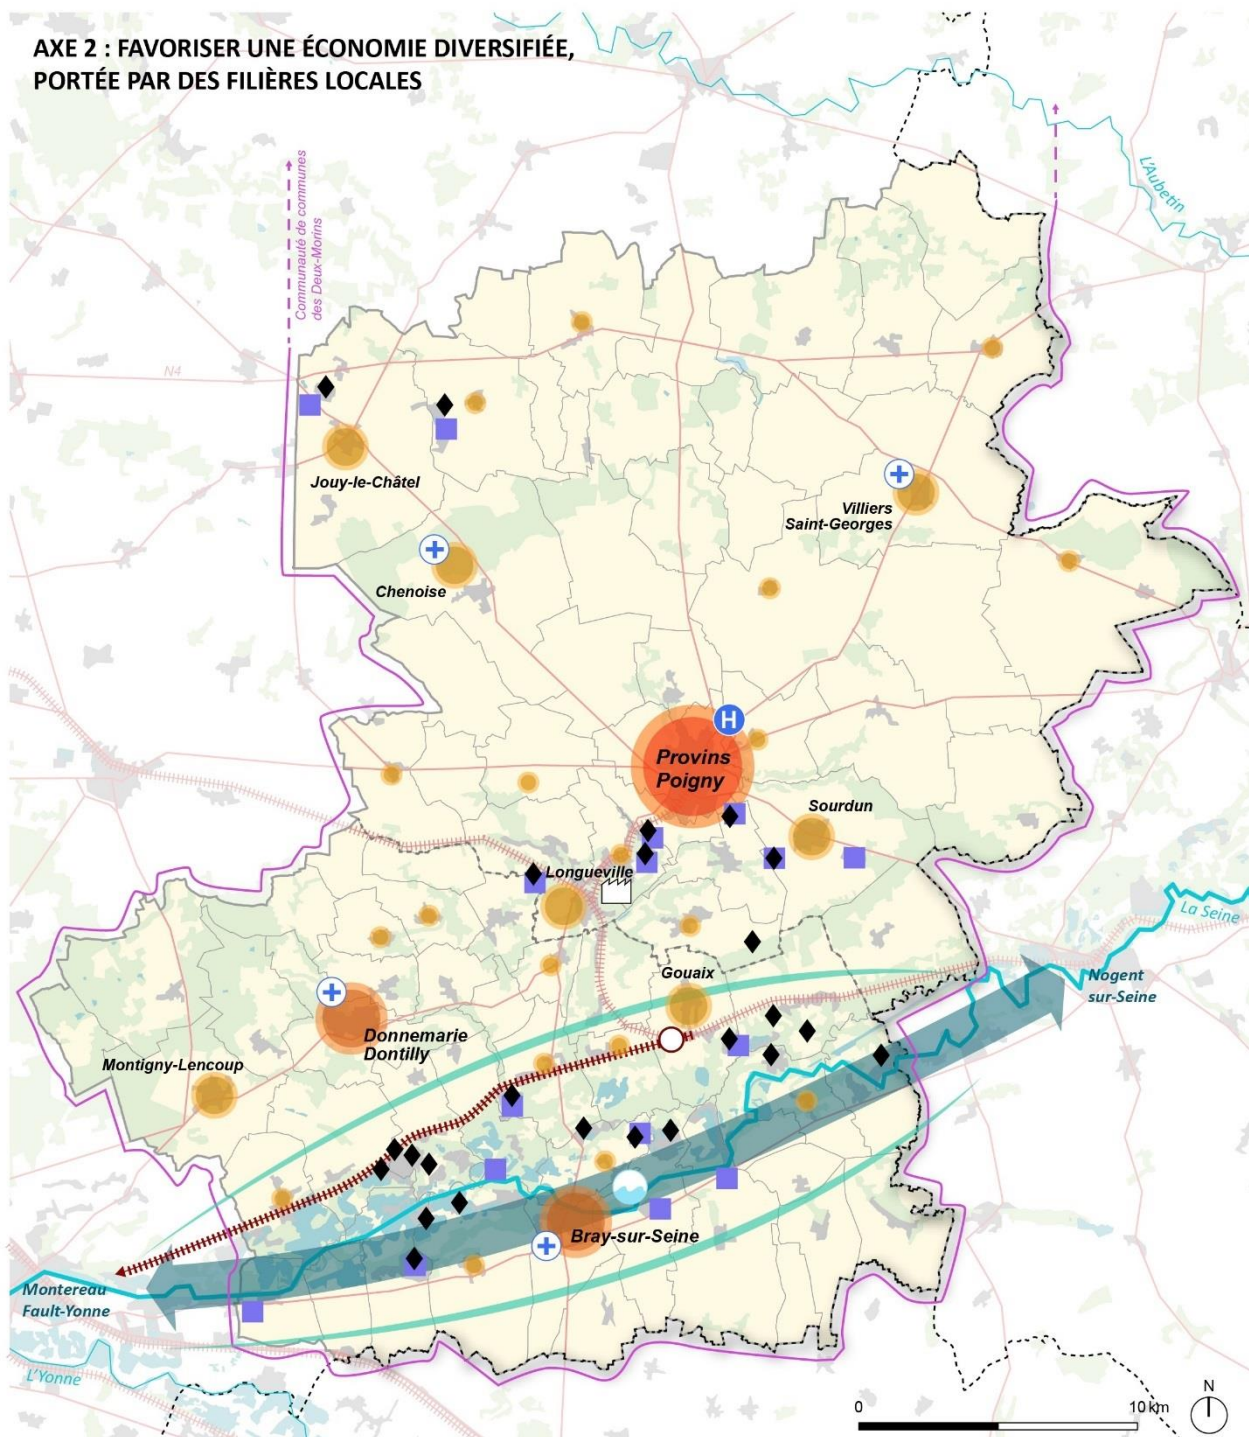 AXE 2 : FAVORISER UNE ÉCONOMIE DIVERSIFIÉE,
PORTÉE PAR DES FILIÈRES LOCALES
L'Aubetin
Communauté de communes
des Deux-Morins
N4
Jouy-le-Châtel
Villiers
Saint-Georges
Chenoise
H
Provins
Poigny
Sourdun
Longueville
La Seine
Gouaix
Nogent
sur-Seine
Donnemarie
Dontilly
Montigny-Lencoup
Bray-sur-Seine
Montereau
Fault-Yonne
L'Yonne
N
0
10 km